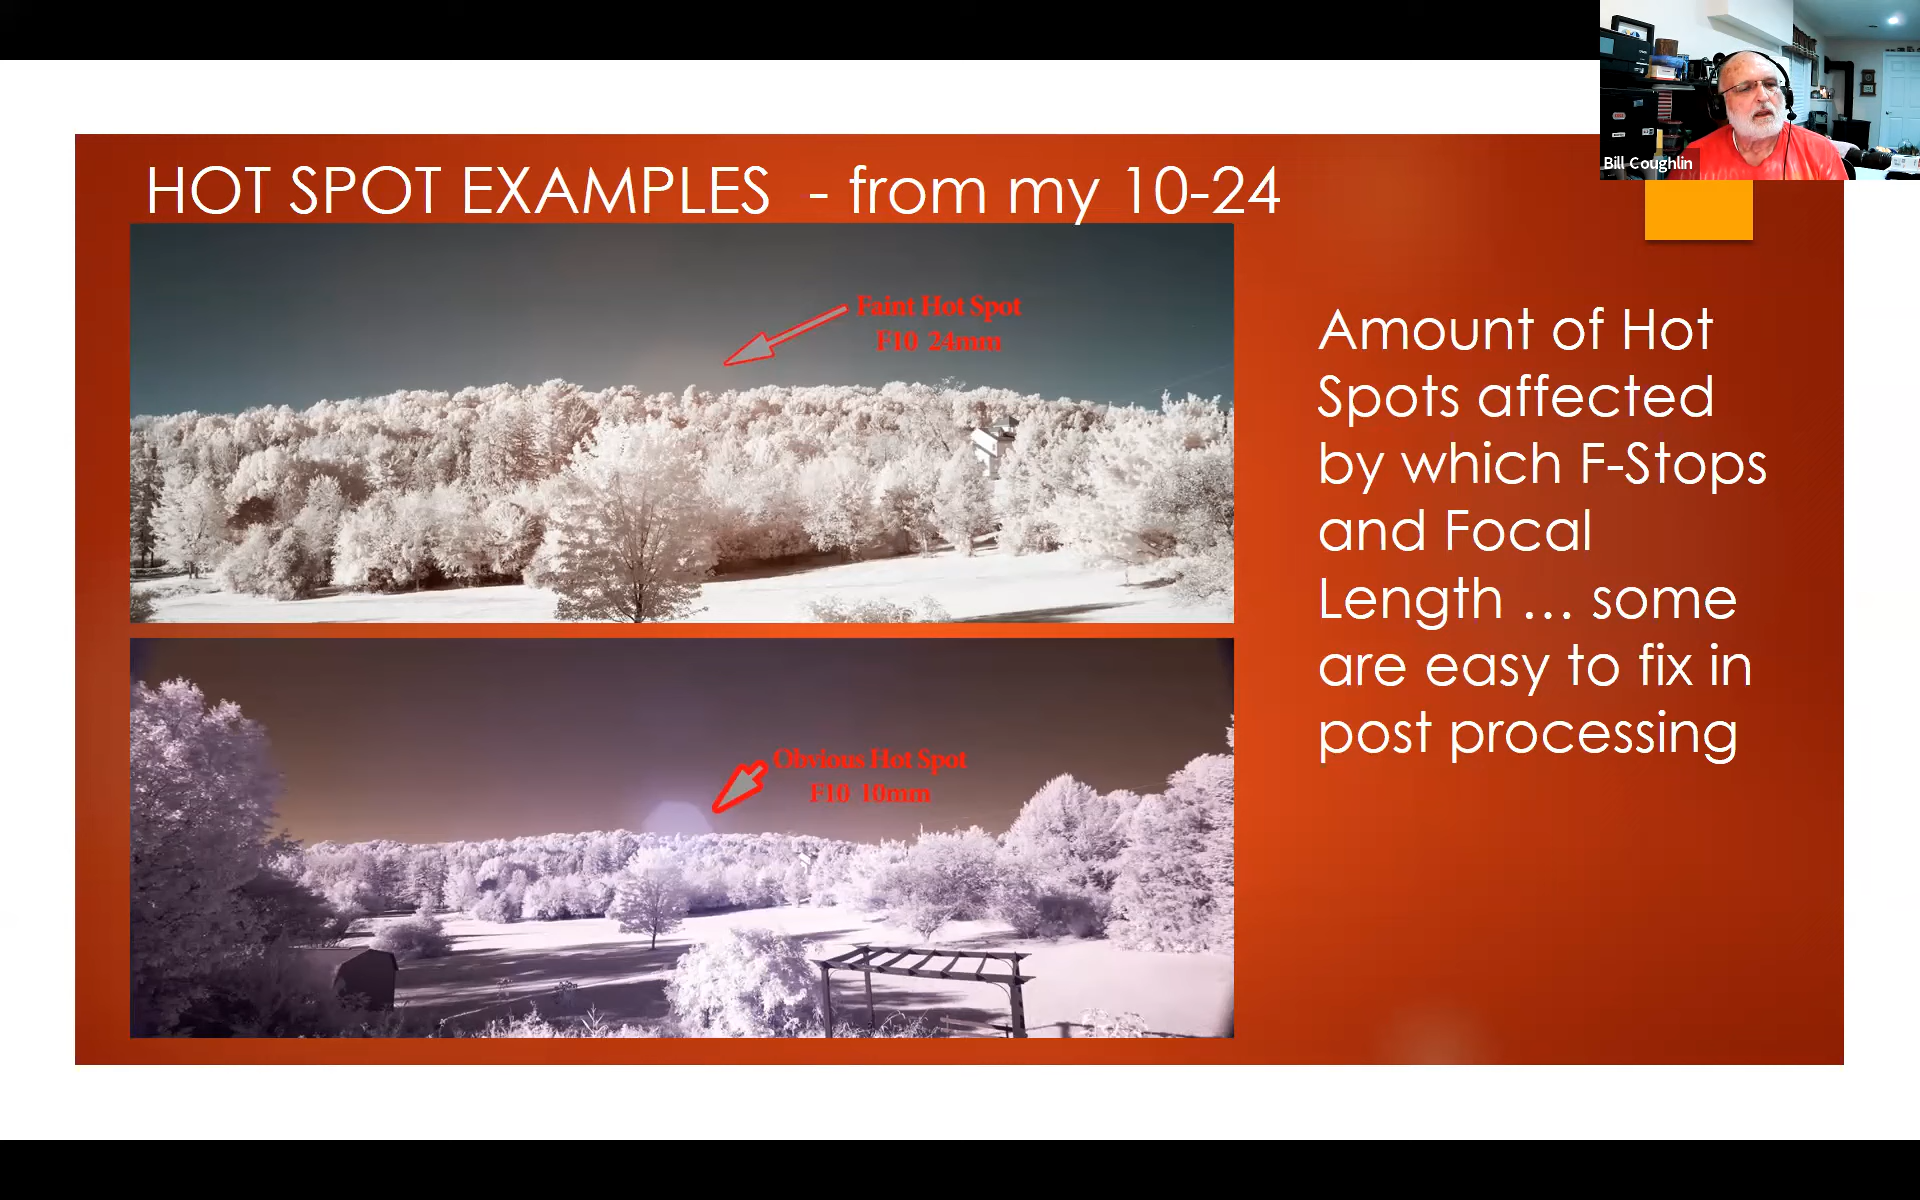 Bill Coughlin
HOT SPOT EXAMPLES - from my 10-24
Faint Hot Spot
F10 24mm
Obvious Hot Spot
F10 10mm
Amount of Hot
Spots affected
by which F-Stops
and Focal
Length … some
are easy to fix in
post processing